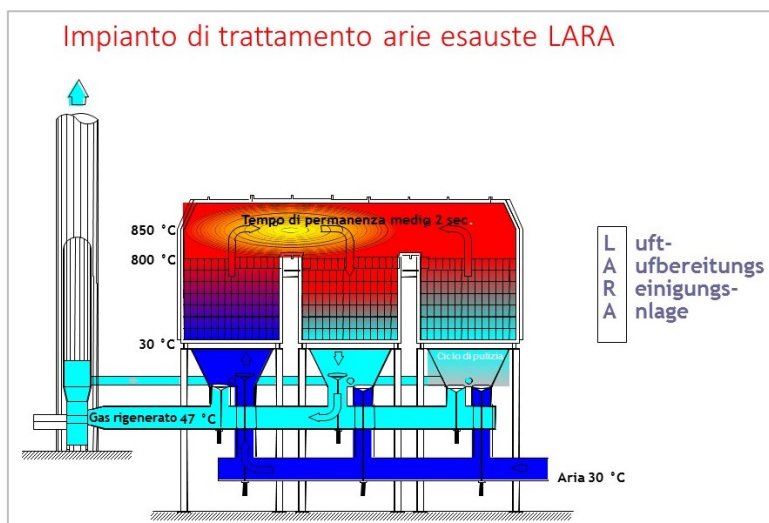 Impianto di trattamento arie esauste LARA
Tempo di permanenza medio 2 sec.
850 °C
800 °C
30 °C
Ciclo di pulizia
Gas rigenerato 47 °C
Aria 30 °C
L uft-
A ufbereitungs
R einigungs-
A nlage